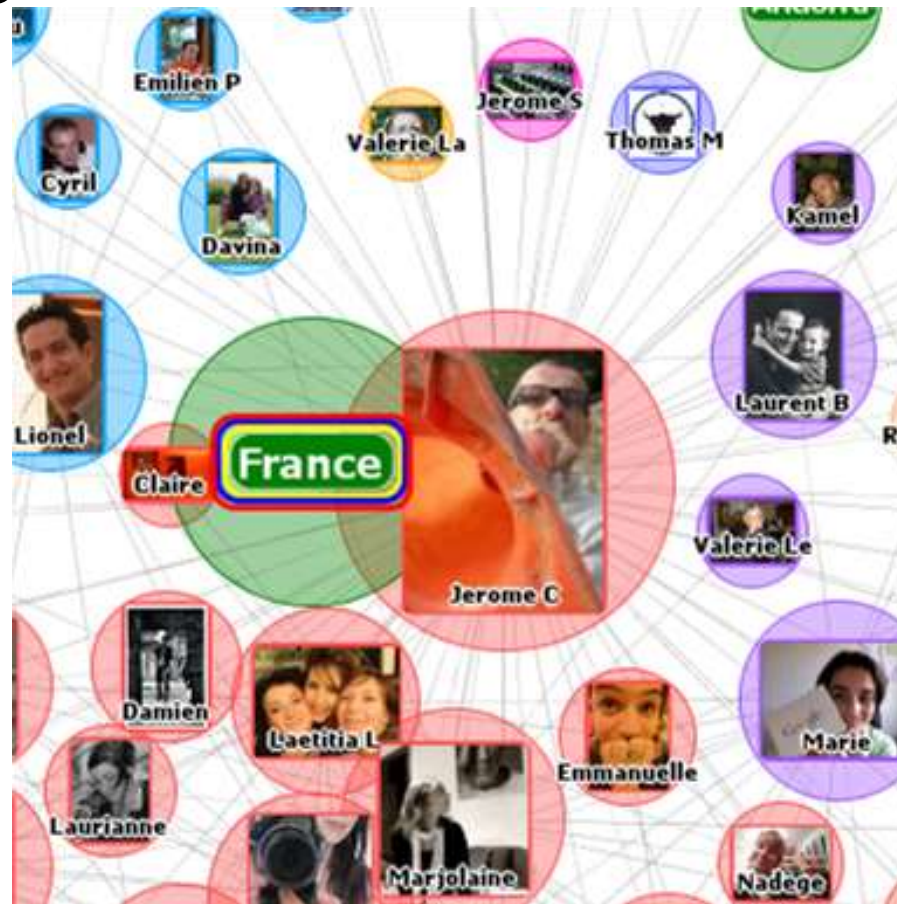 Andorra
Emilien P
Jerome S
Valerie La
Thomas M
Cyril
Kamel
Davina
Laurent B
Lionel
France
Claire
Valerie Le
Jerome C
Damien
Laetitia L
Marie
Emmanuelle
Laurianne
Marjolaine
Nadege